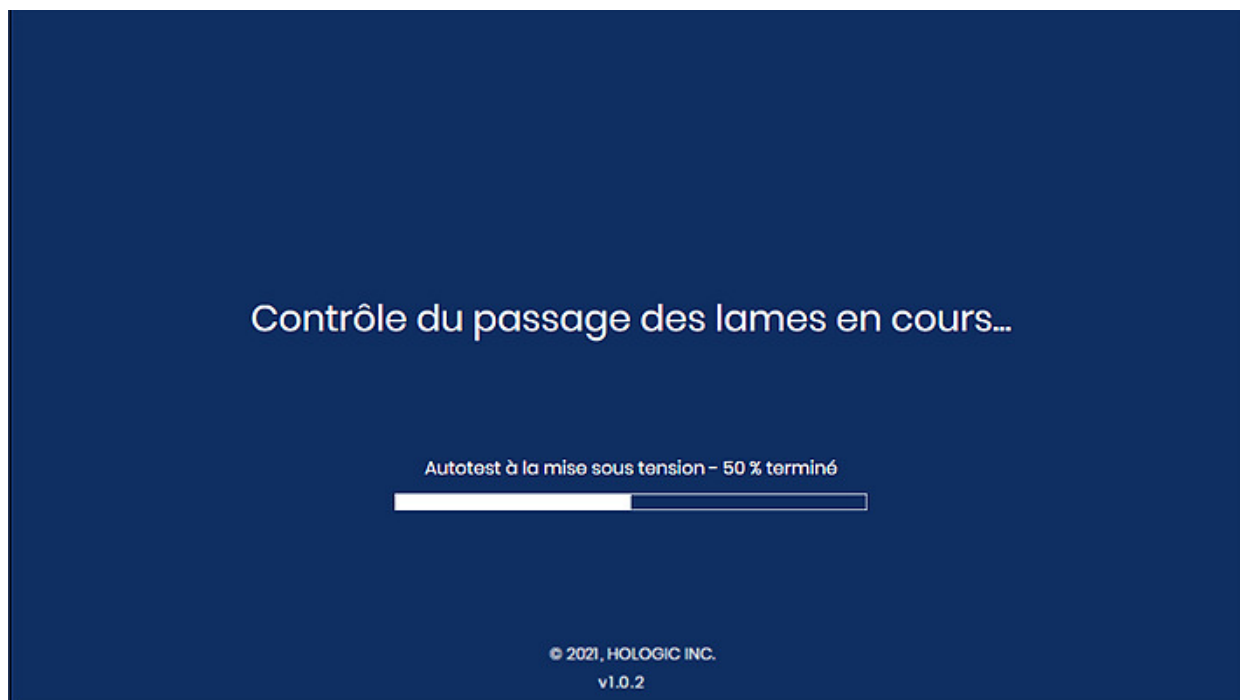 Contrôle du passage des lames en cours...
Autotest à la mise sous tension – 50 % terminé
© 2021, HOLOGIC INC.
v1.0.2